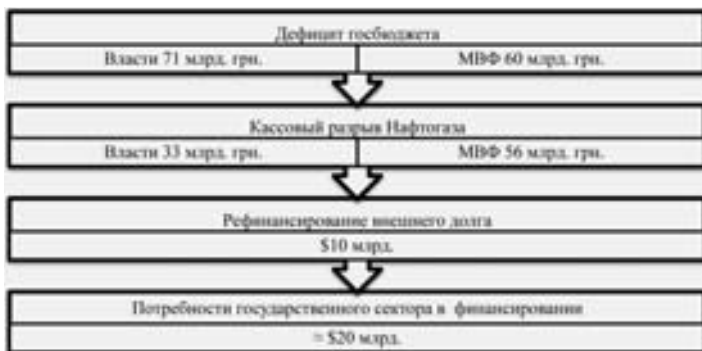 Дефицит госбюджета
Власти 71 млрд. грн. МВФ 60 млрд. грн.
Кассовый разрыв Нафтогаза
Власти 33 млрд. грн. МВФ 56 млрд. грн.
Рефинансирование внешнего долга
$10 млрд.
Потребности государственного сектора в финансировании
≈ $20 млрд.